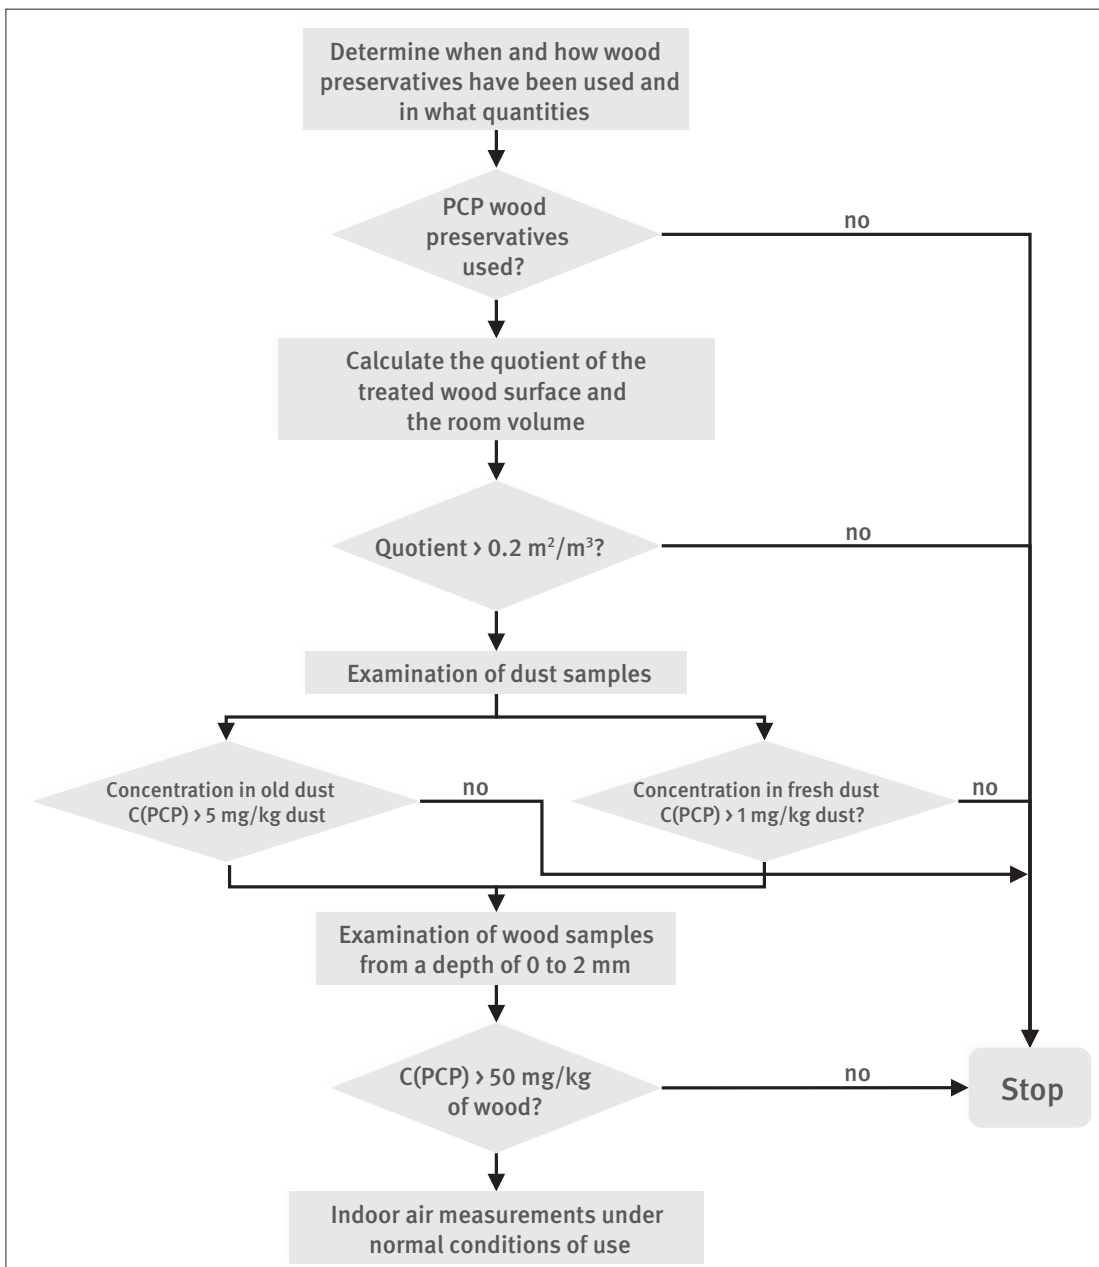 Determine when and how wood
preservatives have been used and
in what quantities
PCP wood
preservatives
used?
no
Calculate the quotient of the
treated wood surface and
the room volume
Quotient > 0.2 m²/m³?
no
Examination of dust samples
Concentration in old dust
C(PCP) > 5 mg/kg dust
no
Concentration in fresh dust
C(PCP) > 1 mg/kg dust?
no
Examination of wood samples
from a depth of 0 to 2 mm
C(PCP) > 50 mg/kg
of wood?
no
Stop
Indoor air measurements under
normal conditions of use